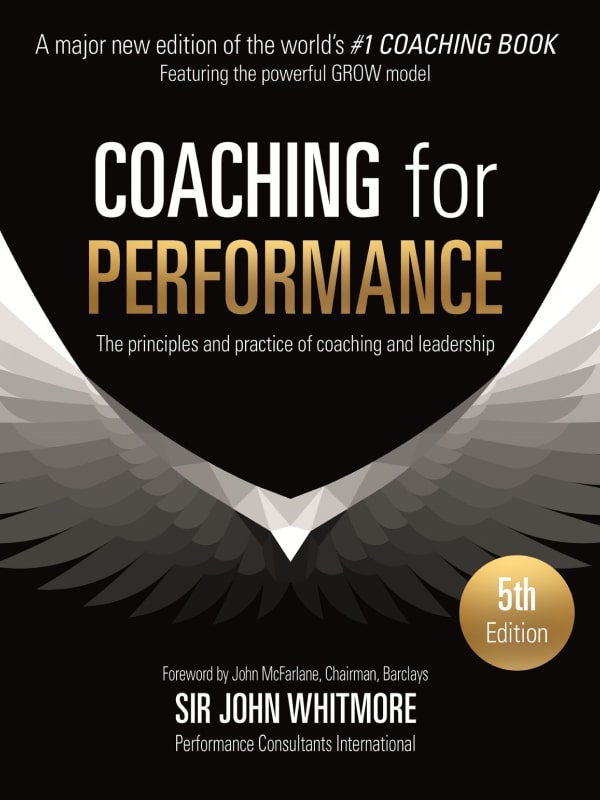 A major new edition of the world's #1 COACHING BOOK
Featuring the powerful GROW model
COACHING for
PERFORMANCE
The principles and practice of coaching and leadership
5th
Edition
Foreword by John McFarlane, Chairman, Barclays
SIR JOHN WHITMORE
Performance Consultants International